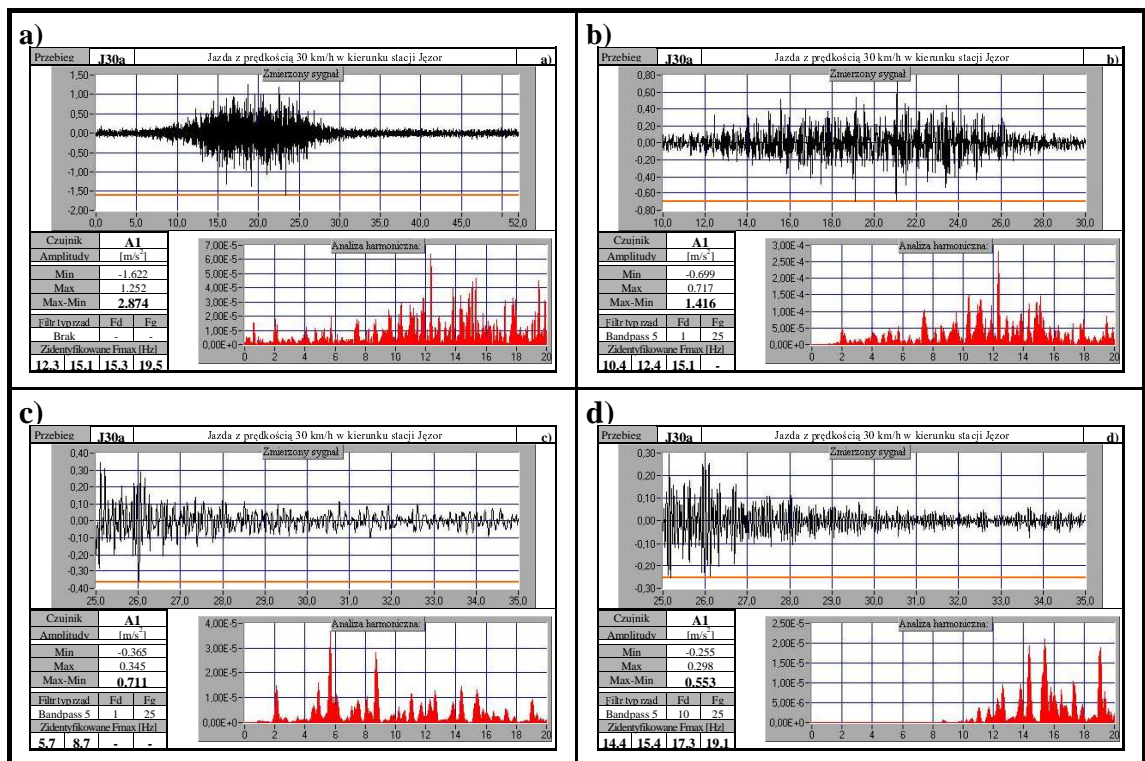 a)
Przebieg J30a Jazda z prędkością 30 km/h w kierunku stacji Jęzor a)
Zmierzony sygnał
1,50
1,00
0,50
0,00
-0,50
-1,00
-1,50
-2,00
0,0 5,0 10,0 15,0 20,0 25,0 30,0 35,0 40,0 45,0 52,0
Czujnik A1
Amplitudy [m/s²]
Min -1.622
Max 1.252
Max-Min 2.874
Filtr typ rząd Fd Fg
Brak - -
Zidentyfikowane Fmax [Hz]
12.3 15.1 15.3 19.5
Analiza harmoniczna:
7,00E-5
6,00E-5
5,00E-5
4,00E-5
3,00E-5
2,00E-5
1,00E-5
0,00E+0
0 2 4 6 8 10 12 14 16 18 20
b)
Przebieg J30a Jazda z prędkością 30 km/h w kierunku stacji Jęzor b)
Zmierzony sygnał
0,80
0,60
0,40
0,20
0,00
-0,20
-0,40
-0,60
-0,80
10,0 12,0 14,0 16,0 18,0 20,0 22,0 24,0 26,0 28,0 30,0
Czujnik A1
Amplitudy [m/s²]
Min -0.699
Max 0.717
Max-Min 1.416
Filtr typ rząd Fd Fg
Bandpass 5 1 25
Zidentyfikowane Fmax [Hz]
10.4 12.4 15.1 -
Analiza harmoniczna:
3,00E-4
2,50E-4
2,00E-4
1,50E-4
1,00E-4
5,00E-5
0,00E+0
0 2 4 6 8 10 12 14 16 18 20
c)
Przebieg J30a Jazda z prędkością 30 km/h w kierunku stacji Jęzor c)
Zmierzony sygnał
0,40
0,30
0,20
0,10
0,00
-0,10
-0,20
-0,30
-0,40
25,0 26,0 27,0 28,0 29,0 30,0 31,0 32,0 33,0 34,0 35,0
Czujnik A1
Amplitudy [m/s²]
Min -0.365
Max 0.345
Max-Min 0.711
Filtr typ rząd Fd Fg
Bandpass 5 1 25
Zidentyfikowane Fmax [Hz]
5.7 8.7 - -
Analiza harmoniczna:
4,00E-5
3,00E-5
2,00E-5
1,00E-5
0,00E+0
0 2 4 6 8 10 12 14 16 18 20
d)
Przebieg J30a Jazda z prędkością 30 km/h w kierunku stacji Jęzor d)
Zmierzony sygnał
0,30
0,20
0,10
0,00
-0,10
-0,20
-0,30
25,0 26,0 27,0 28,0 29,0 30,0 31,0 32,0 33,0 34,0 35,0
Czujnik A1
Amplitudy [m/s²]
Min -0.255
Max 0.298
Max-Min 0.553
Filtr typ rząd Fd Fg
Bandpass 5 10 25
Zidentyfikowane Fmax [Hz]
14.4 15.4 17.3 19.1
Analiza harmoniczna:
2,50E-5
2,00E-5
1,50E-5
1,00E-5
5,00E-6
0,00E+0
0 2 4 6 8 10 12 14 16 18 20